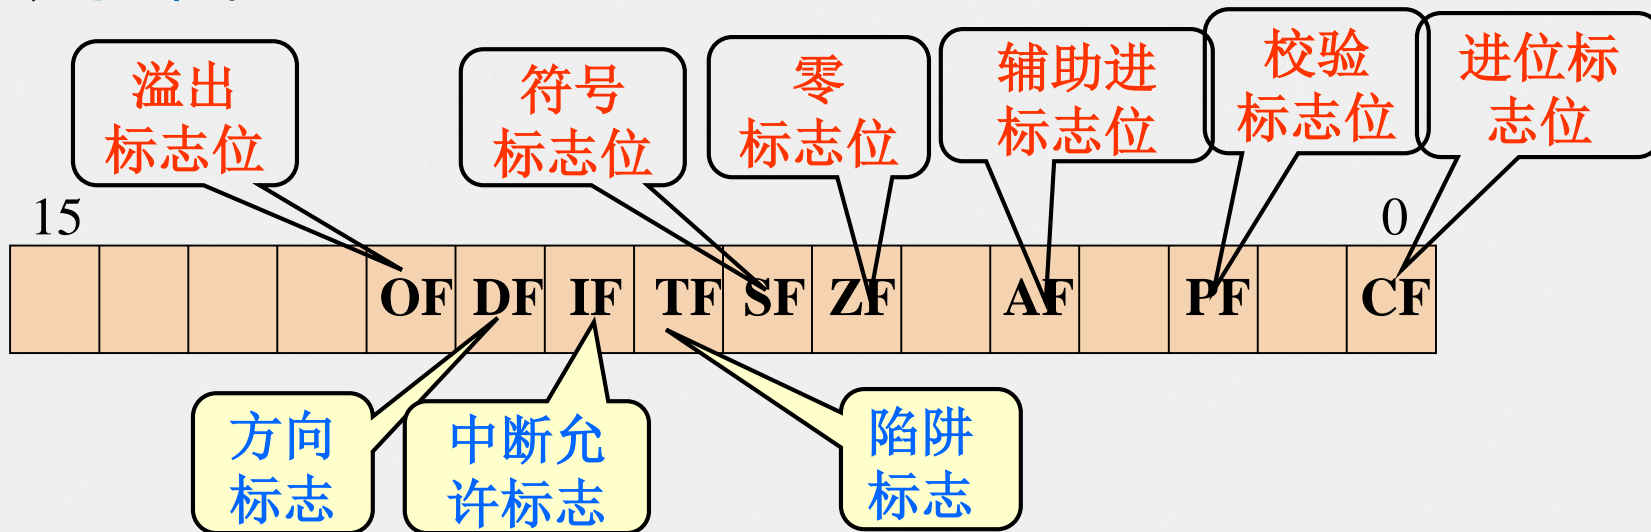 溢出
标志位
符号
标志位
零
标志位
辅助进
标志位
校验
标志位
进位标
志位
15
0
OF DF IF TF SF ZF AF PF CF
方向
标志
中断允
许标志
陷阱
标志